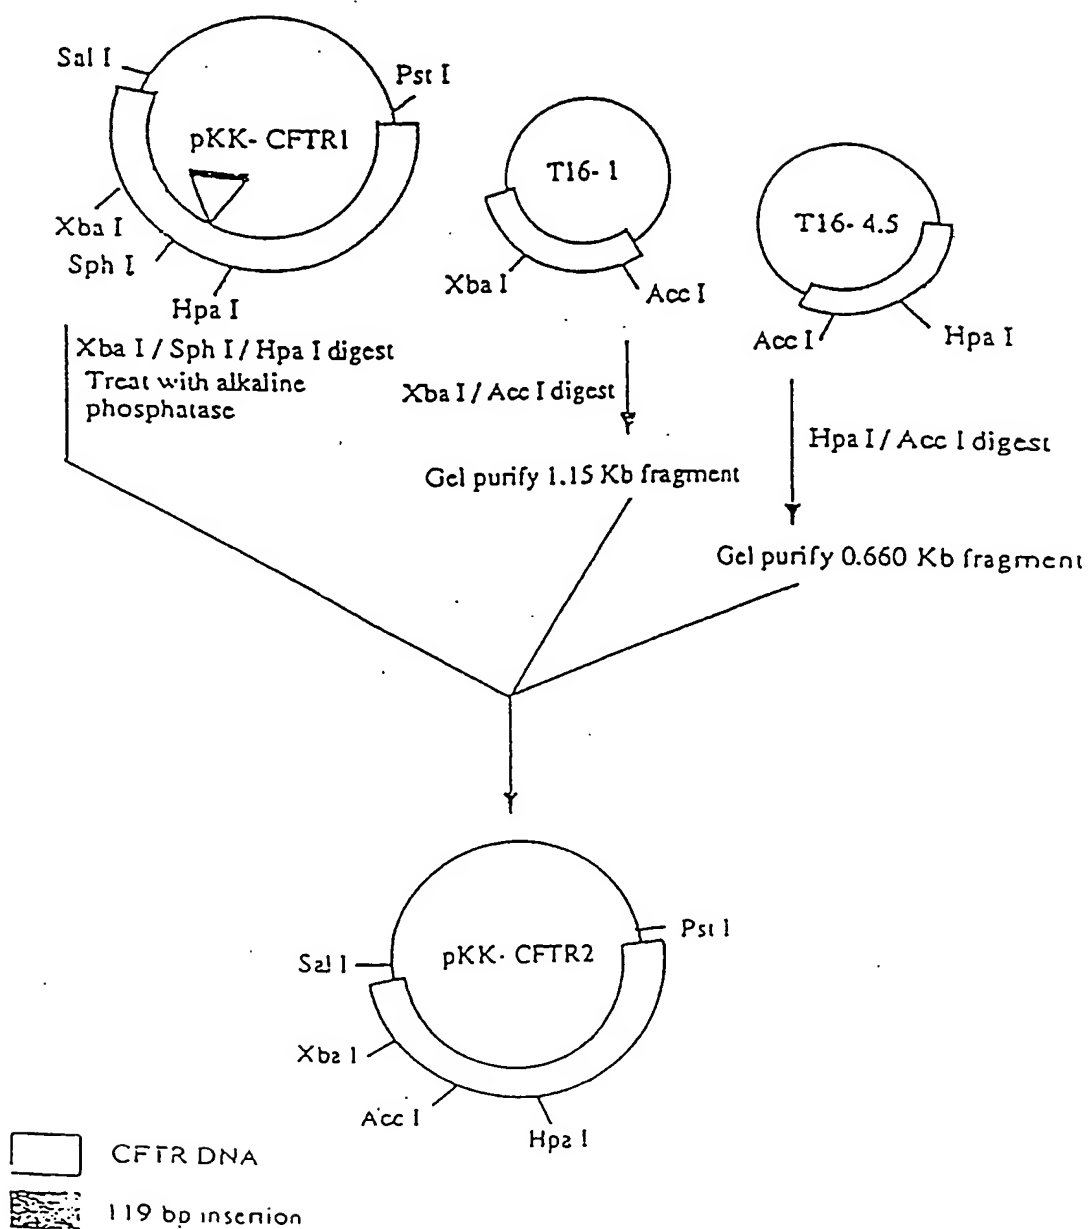 Sal I
Pst I
pKK- CFTR1
Xba I
Sph I
Hpa I
T16- 1
Xba I
Acc I
T16- 4.5
Acc I
Hpa I
Xba I / Sph I / Hpa I digest
Treat with alkaline
phosphatase
Xba I / Acc I digest
Hpa I / Acc I digest
Gel purify 1.15 Kb fragment
Gel purify 0.660 Kb fragment
Sal I
Pst I
pKK- CFTR2
Xba I
Acc I
Hpa I
CFTR DNA
119 bp insertion